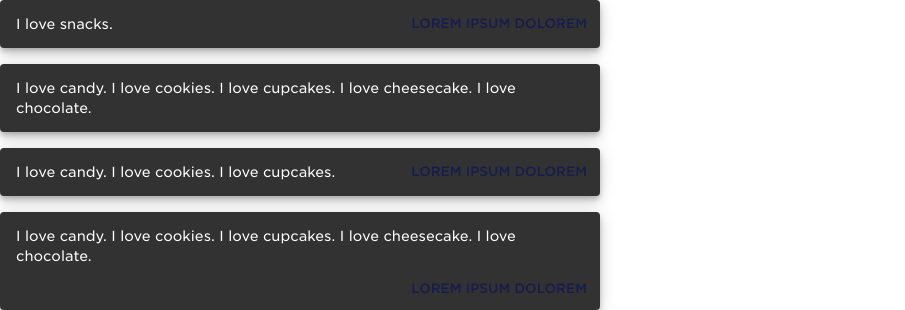 I love snacks.
LOREM IPSUM DOLOREM
I love candy. I love cookies. I love cupcakes. I love cheesecake. I love
chocolate.
I love candy. I love cookies. I love cupcakes.
LOREM IPSUM DOLOREM
I love candy. I love cookies. I love cupcakes. I love cheesecake. I love
chocolate.
LOREM IPSUM DOLOREM